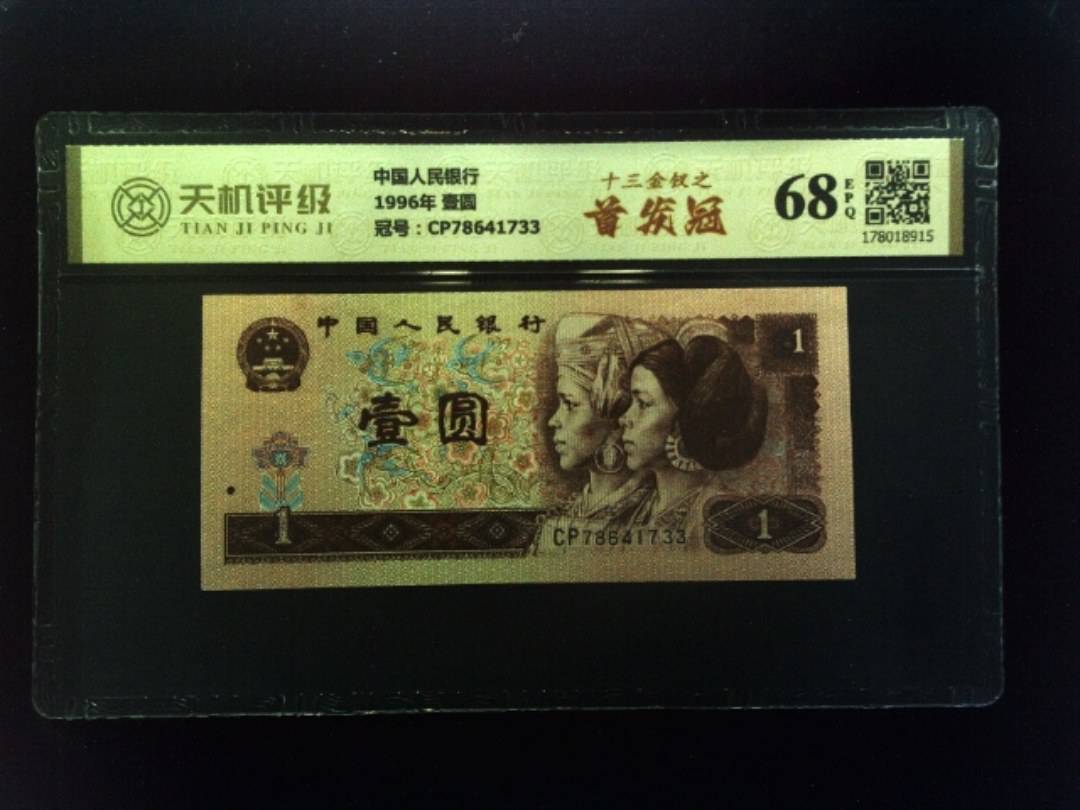 天机评级
TIAN JI PING JI
中国人民银行
1996年 壹圆
冠号：CP78641733
十三金钗之
首发冠
68
EPQ
178018915
中国人民银行
1
壹圆
1
CP78641733
1